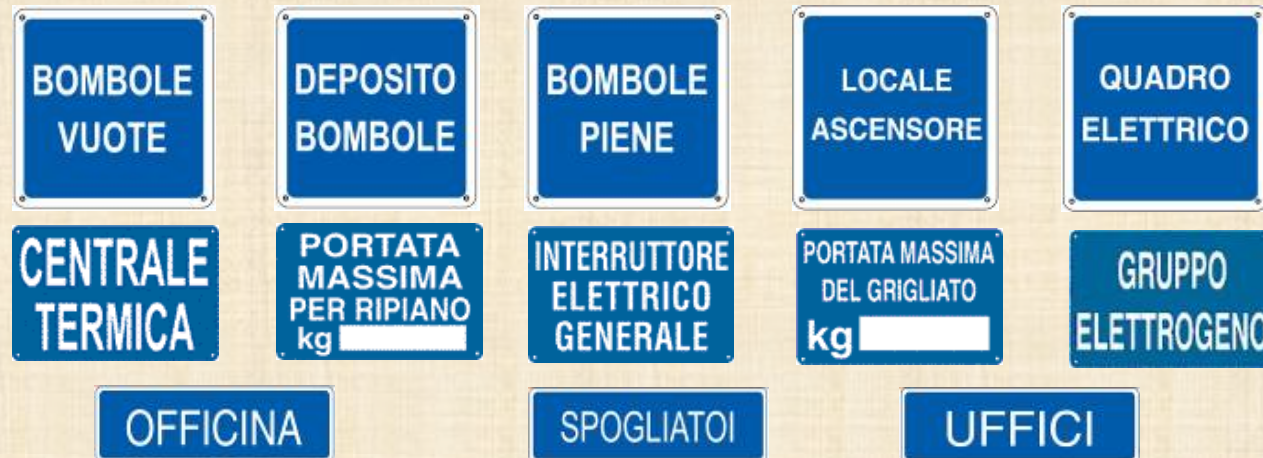 BOMBOLE
VUOTE
DEPOSITO
BOMBOLE
BOMBOLE
PIENE
LOCALE
ASCENSORE
QUADRO
ELETTRICO
CENTRALE
TERMICA
PORTATA
MASSIMA
PER RIPIANO
kg
INTERRUTTORE
ELETTRICO
GENERALE
PORTATA MASSIMA
DEL GRIGLIATO
kg
GRUPPO
ELETTROGENO
OFFICINA
SPOGLIATOI
UFFICI